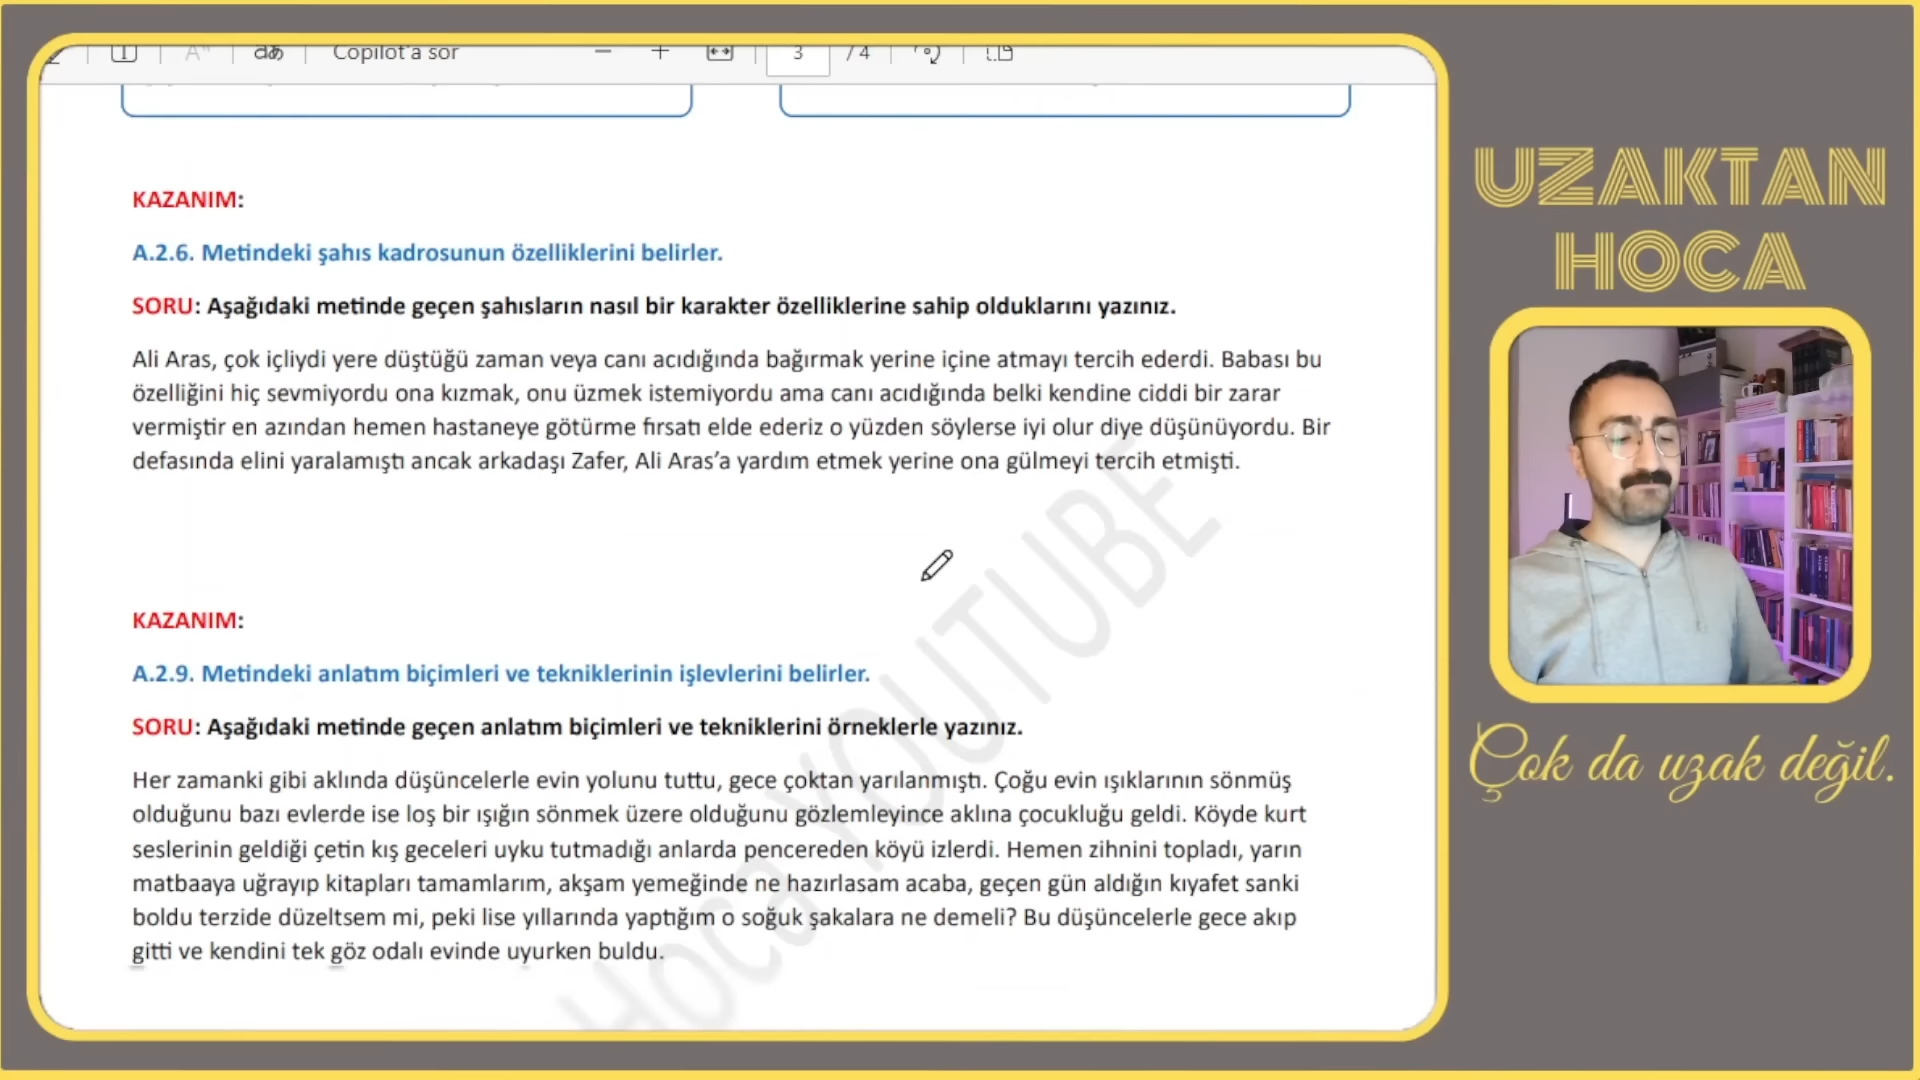 Copilot'a sor
3 / 4
KAZANIM:
A.2.6. Metindeki şahıs kadrosunun özelliklerini belirler.
SORU: Aşağıdaki metinde geçen şahısların nasıl bir karakter özelliklerine sahip olduklarını yazınız.
Ali Aras, çok içliydi yere düştüğü zaman veya canı acıdığında bağırmak yerine içine atmayı tercih ederdi. Babası bu
özelliğini hiç sevmiyordu ona kızmak, onu üzmek istemiyordu ama canı acıdığında belki kendine ciddi bir zarar
vermiştir en azından hemen hastaneye götürme fırsatı elde ederiz o yüzden söylerse iyi olur diye düşünüyordu. Bir
defasında elini yaralamıştı ancak arkadaşı Zafer, Ali Aras’a yardım etmek yerine ona gülmeyi tercih etmişti.
KAZANIM:
A.2.9. Metindeki anlatım biçimleri ve tekniklerinin işlevlerini belirler.
SORU: Aşağıdaki metinde geçen anlatım biçimleri ve tekniklerini örneklerle yazınız.
Her zamanki gibi aklında düşüncelerle evin yolunu tuttu, gece çoktan yarılanmıştı. Çoğu evin ışıklarının sönmüş
olduğunu bazı evlerde ise loş bir ışığın sönmek üzere olduğunu gözlemleyince aklına çocukluğu geldi. Köyde kurt
seslerinin geldiği çetin kış geceleri uyku tutmadığı anlarda pencereden köyü izlerdi. Hemen zihnini topladı, yarın
matbaaya uğrayıp kitapları tamamlarım, akşam yemeğinde ne hazırlasam acaba, geçen gün aldığın kıyafet sanki
boldu terzide düzeltsem mi, peki lise yıllarında yaptığım o soğuk şakalara ne demeli? Bu düşüncelerle gece akıp
gitti ve kendini tek göz odalı evinde uyurken buldu.
Hoca YOUTUBE
UZAKTAN
HOCA
Çok da uzak değil.